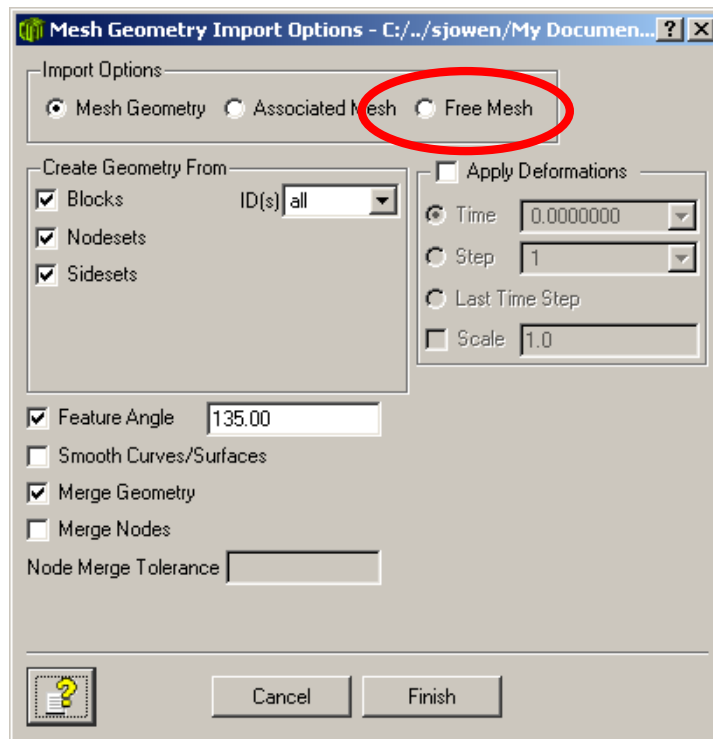 Mesh Geometry Import Options - C:/../sjowen/My Documen...
Import Options
Mesh Geometry Associated Mesh Free Mesh
Create Geometry From
Blocks ID(s) all
Nodesets
Sidesets
Apply Deformations
Time 0.0000000
Step 1
Last Time Step
Scale 1.0
Feature Angle 135.00
Smooth Curves/Surfaces
Merge Geometry
Merge Nodes
Node Merge Tolerance
Cancel Finish